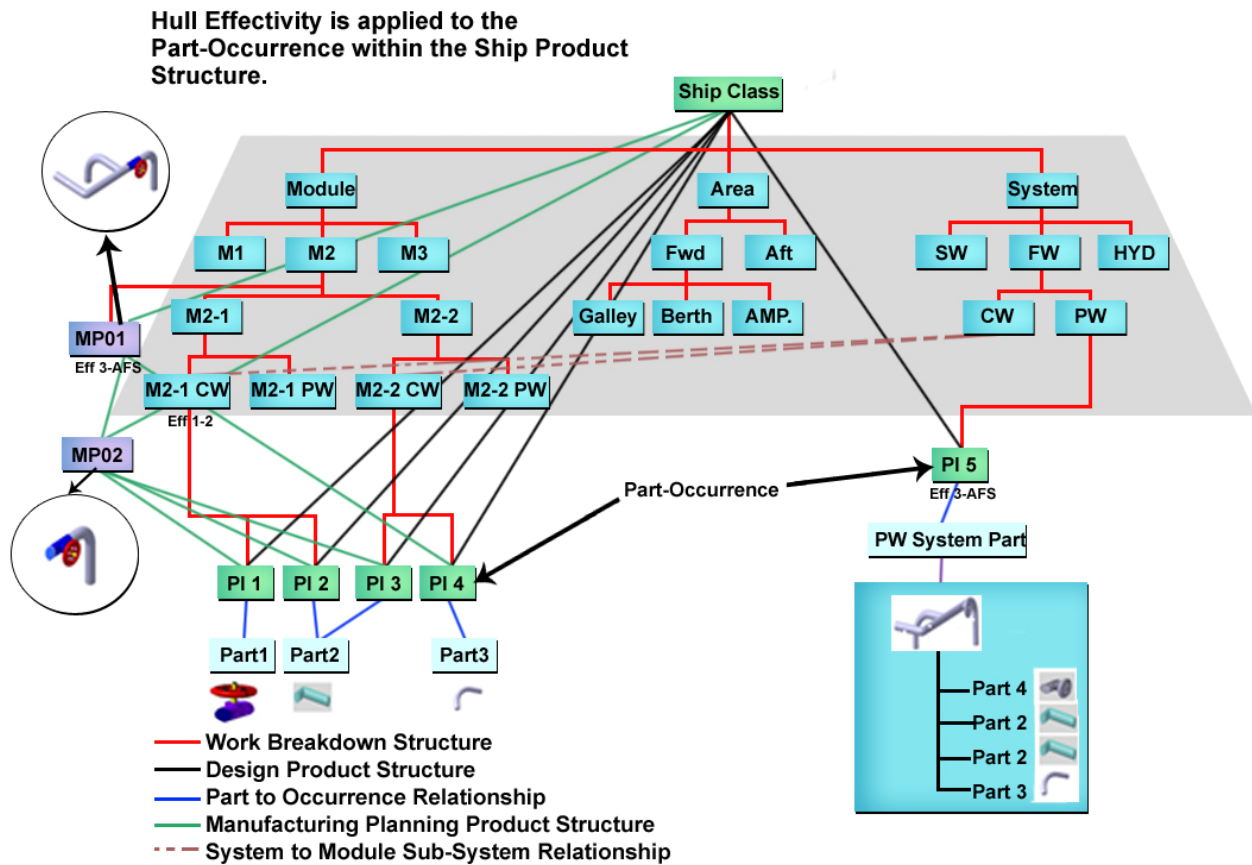 Hull Effectivity is applied to the
Part-Occurrence within the Ship Product
Structure.
Ship Class
Module
Area
System
M1
M2
M3
Fwd
Aft
SW
FW
HYD
MP01
Eff 3-AFS
M2-1
M2-2
Galley
Berth
AMP.
CW
PW
M2-1 CW
Eff 1-2
M2-1 PW
M2-2 CW
M2-2 PW
MP02
Part-Occurrence
PI 5
Eff 3-AFS
PW System Part
PI 1
PI 2
PI 3
PI 4
Part1
Part2
Part3
Part 4
Part 2
Part 2
Part 3
Work Breakdown Structure
Design Product Structure
Part to Occurrence Relationship
Manufacturing Planning Product Structure
System to Module Sub-System Relationship